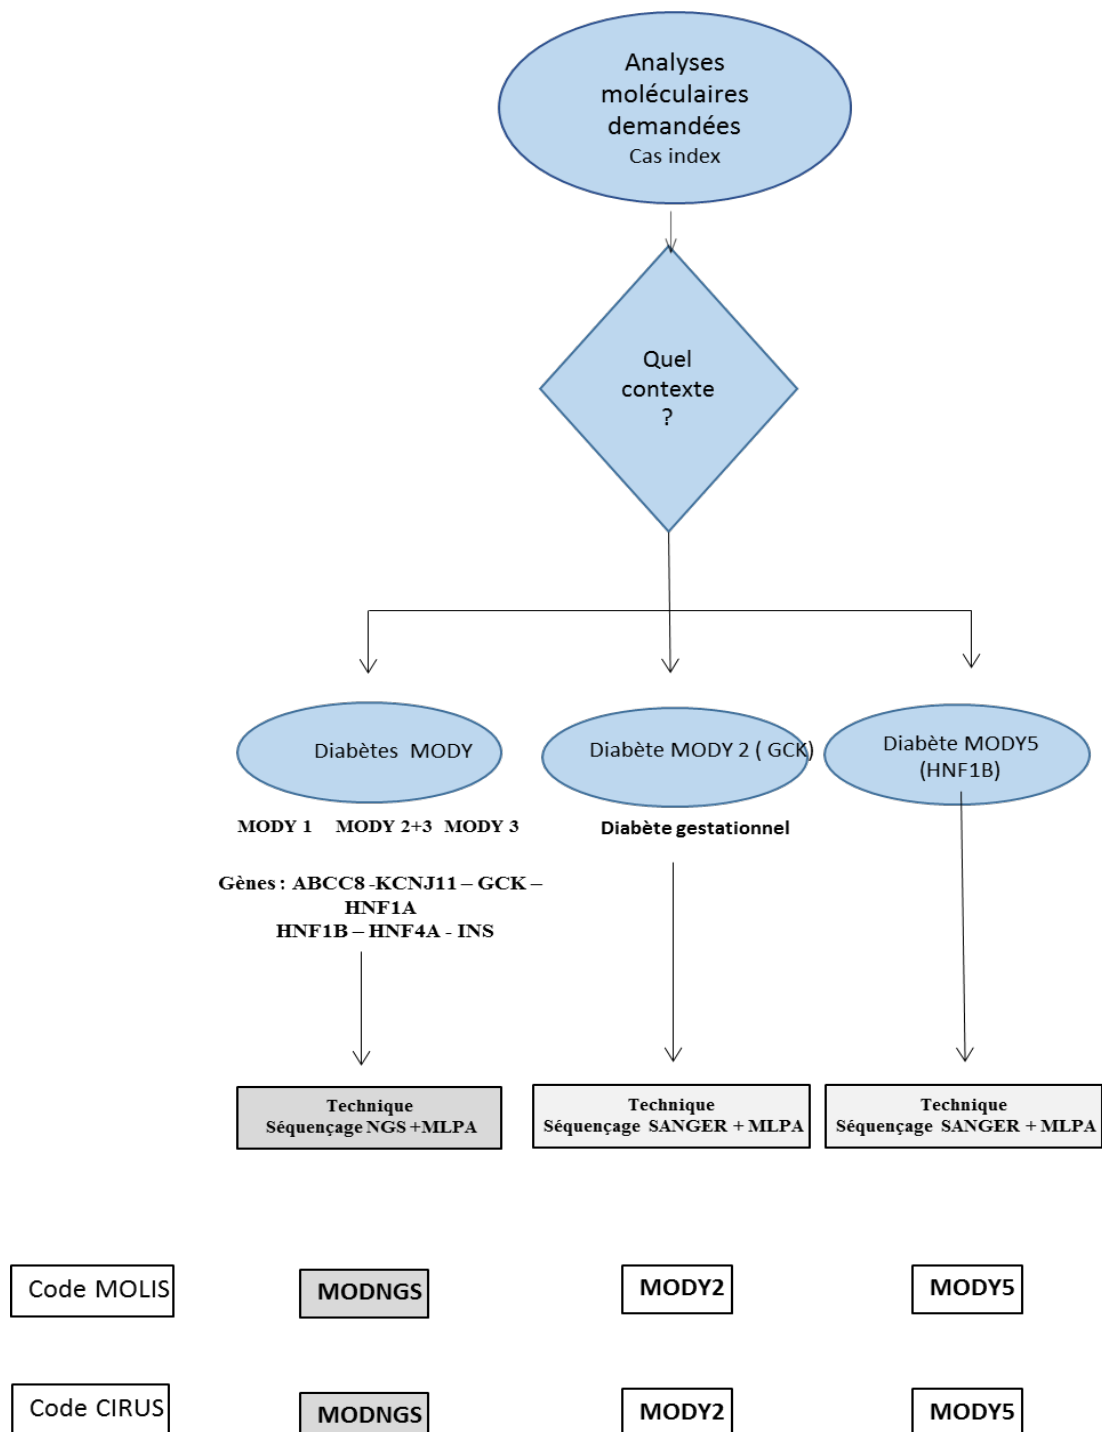 Analyses
moléculaires
demandées
Cas index
Quel
contexte
?
Diabètes MODY
Diabète MODY 2 ( GCK)
Diabète MODY5
(HNF1B)
MODY 1 MODY 2+3 MODY 3
Diabète gestationnel
Gènes : ABCC8 -KCNJ11 – GCK –
HNF1A
HNF1B – HNF4A - INS
Technique
Séquençage NGS +MLPA
Technique
Séquençage SANGER + MLPA
Technique
Séquençage SANGER + MLPA
Code MOLIS
MODNGS
MODY2
MODY5
Code CIRUS
MODNGS
MODY2
MODY5